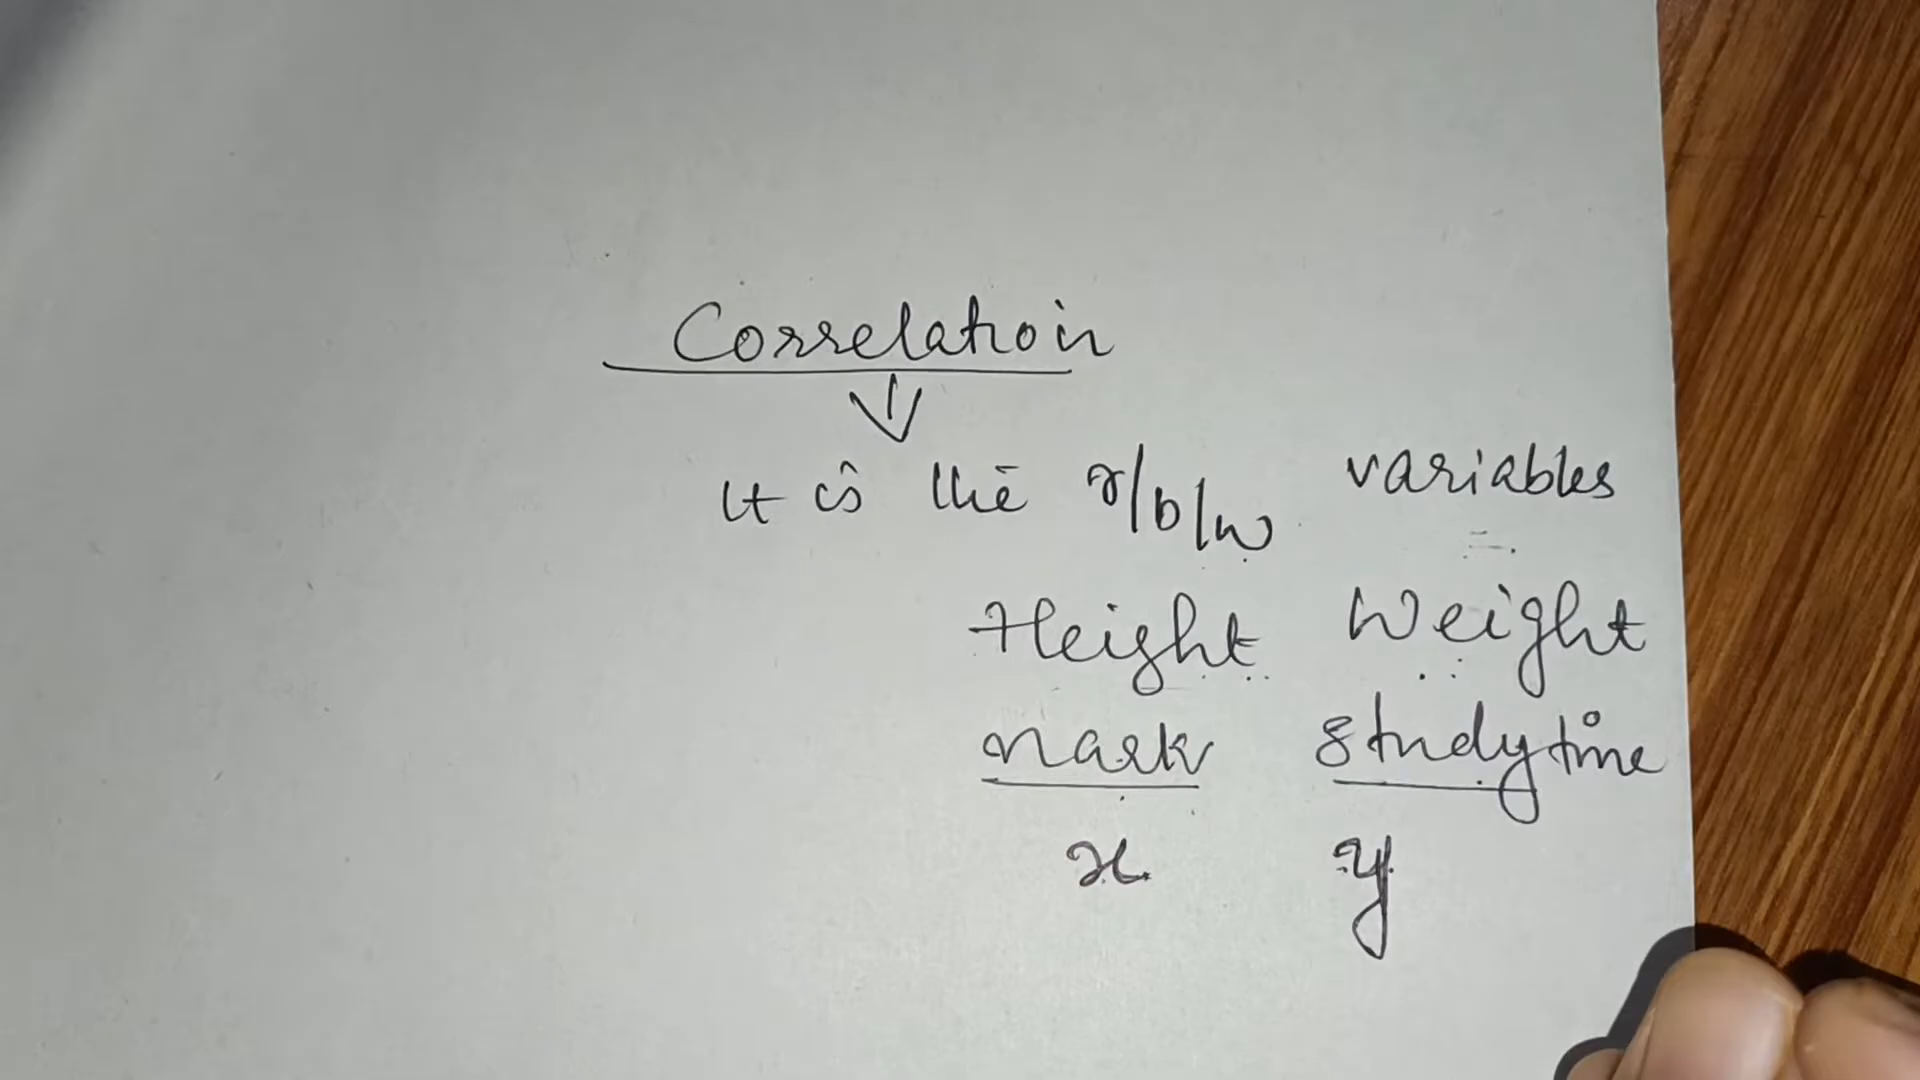 Correlation
It is the r/b/w variables
Height Weight
mark study time
x y